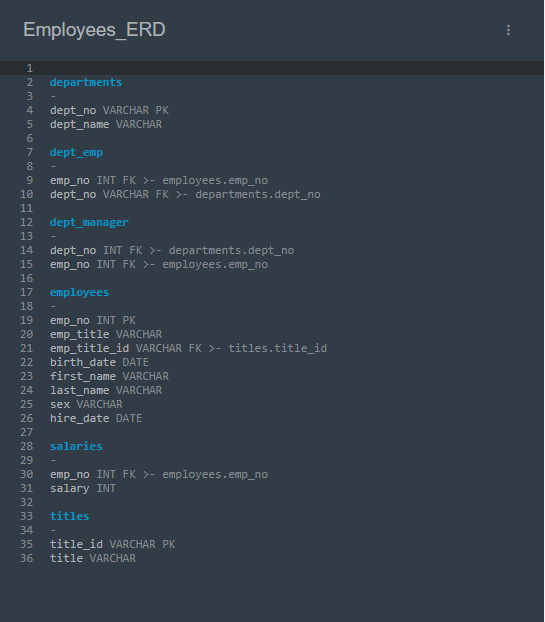 Employees_ERD
1
2 departments
3 -
4 dept_no VARCHAR PK
5 dept_name VARCHAR
6
7 dept_emp
8 -
9 emp_no INT FK >- employees.emp_no
10 dept_no VARCHAR FK >- departments.dept_no
11
12 dept_manager
13 -
14 dept_no INT FK >- departments.dept_no
15 emp_no INT FK >- employees.emp_no
16
17 employees
18 -
19 emp_no INT PK
20 emp_title VARCHAR
21 emp_title_id VARCHAR FK >- titles.title_id
22 birth_date DATE
23 first_name VARCHAR
24 last_name VARCHAR
25 sex VARCHAR
26 hire_date DATE
27
28 salaries
29 -
30 emp_no INT FK >- employees.emp_no
31 salary INT
32
33 titles
34 -
35 title_id VARCHAR PK
36 title VARCHAR